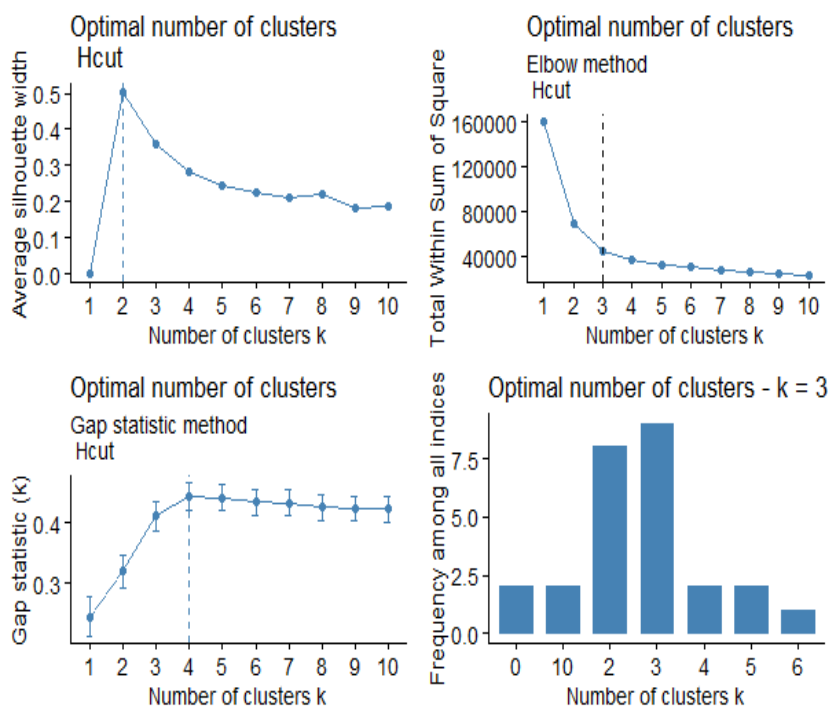 Optimal number of clusters
Hcut
Average silhouette width
0.5
0.4
0.3
0.2
0.1
0.0
1 2 3 4 5 6 7 8 9 10
Number of clusters k
Optimal number of clusters
Elbow method
Hcut
Total Within Sum of Square
160000
120000
80000
40000
1 2 3 4 5 6 7 8 9 10
Number of clusters k
Optimal number of clusters
Gap statistic method
Hcut
Gap statistic (k)
0.4
0.3
1 2 3 4 5 6 7 8 9 10
Number of clusters k
Optimal number of clusters - k = 3
Frequency among all indices
7.5
5.0
2.5
0.0
0 10 2 3 4 5 6
Number of clusters k